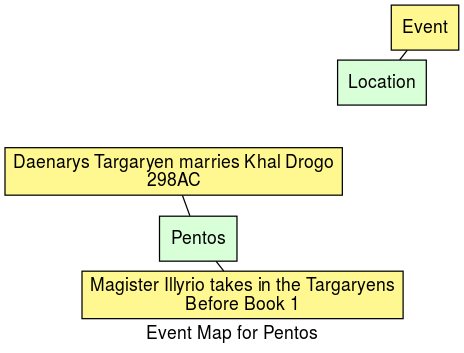 Event
Location
Daenarys Targaryen marries Khal Drogo
298AC
Pentos
Magister Illyrio takes in the Targaryens
Before Book 1
Event Map for Pentos